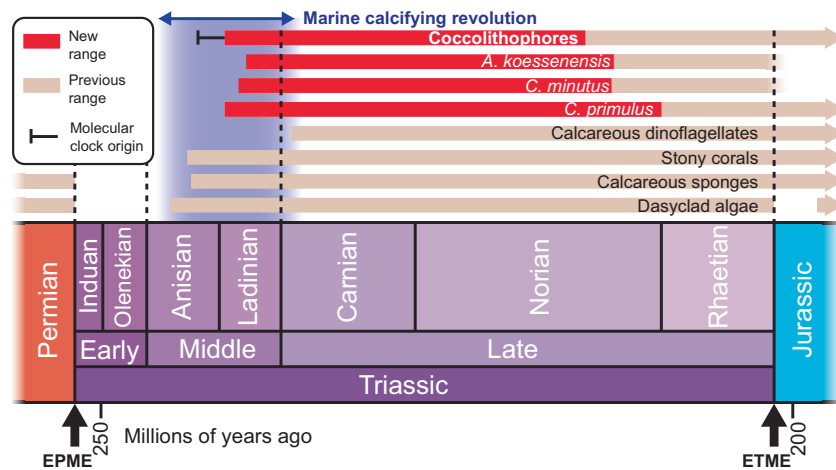 Marine calcifying revolution
New
range
Previous
range
Molecular
clock origin
Coccolithophores
A. koessenensis
C. minutus
C. primulus
Calcareous dinoflagellates
Stony corals
Calcareous sponges
Dasyclad algae
Permian
Induan
Olenekian
Anisian
Ladinian
Carnian
Norian
Rhaetian
Jurassic
Early
Middle
Late
Triassic
250
Millions of years ago
200
EPME
ETME